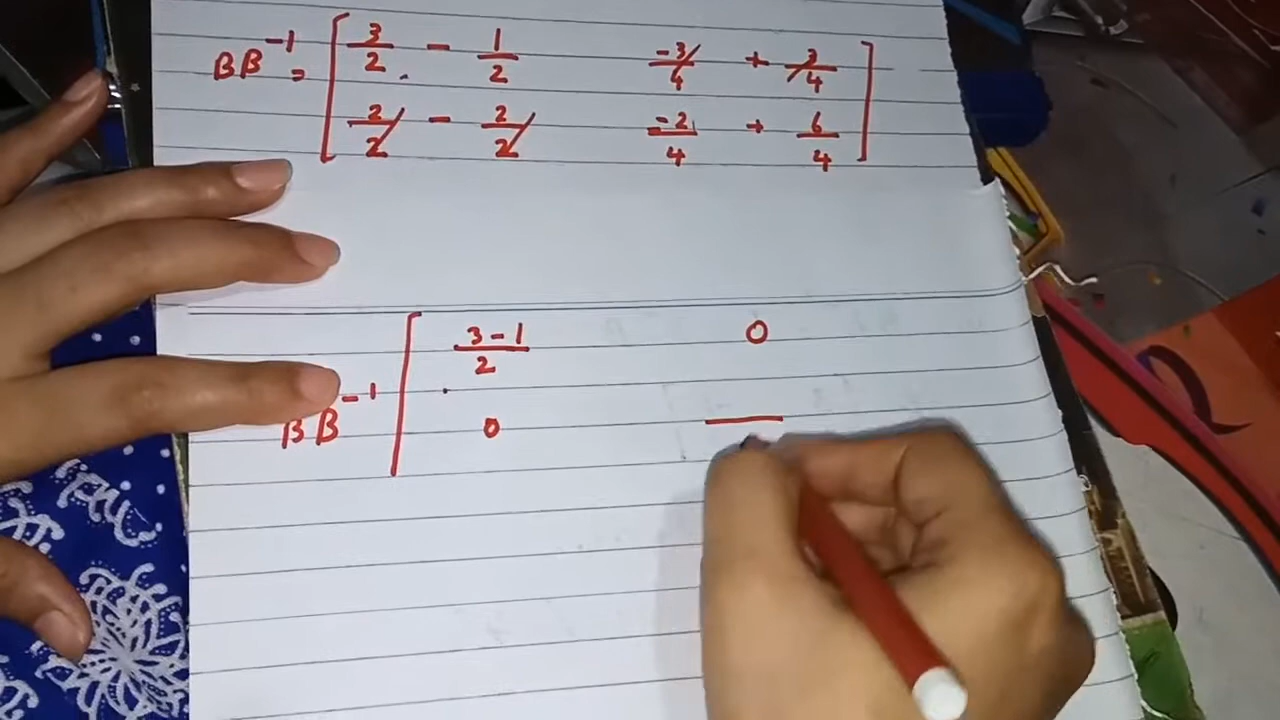 BB⁻¹ = [ 3/2 - 1/2   -3/4 + 3/4 ]
[ 2/2 - 2/2   -2/4 + 6/4 ]
BB⁻¹ [ 3-1/2   0
0